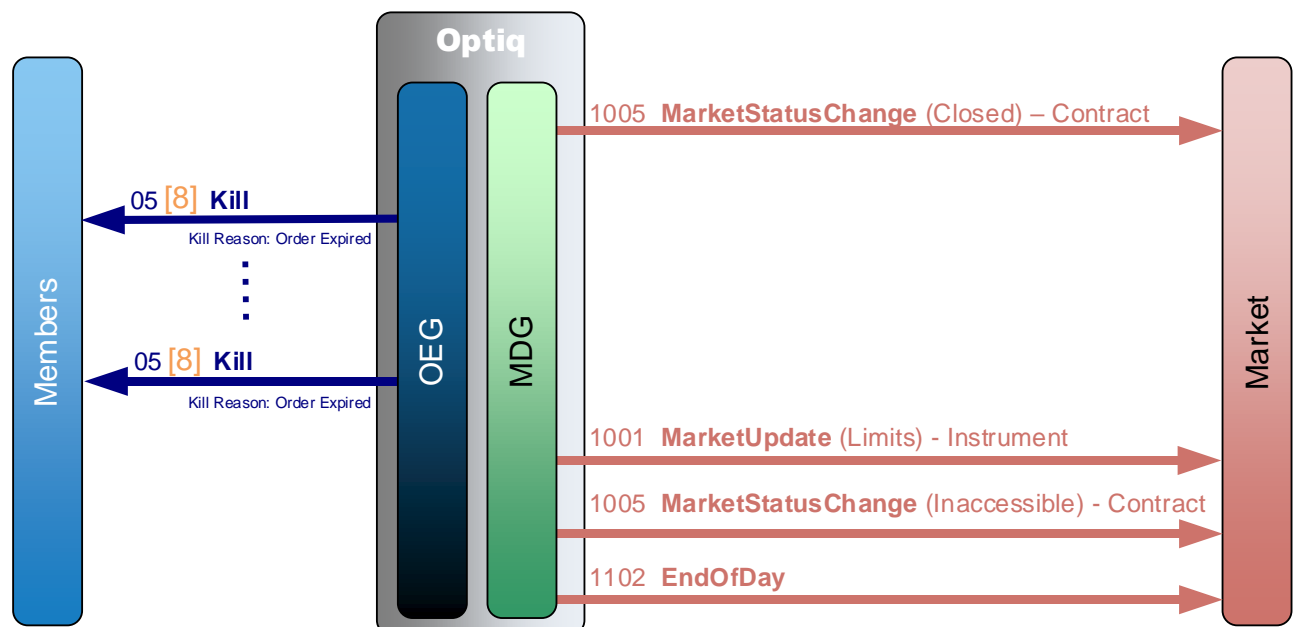 Optiq
1005 MarketStatusChange (Closed) – Contract
05 [8] Kill
Kill Reason: Order Expired
05 [8] Kill
Kill Reason: Order Expired
Members
OEG
MDG
Market
1001 MarketUpdate (Limits) - Instrument
1005 MarketStatusChange (Inaccessible) - Contract
1102 EndOfDay